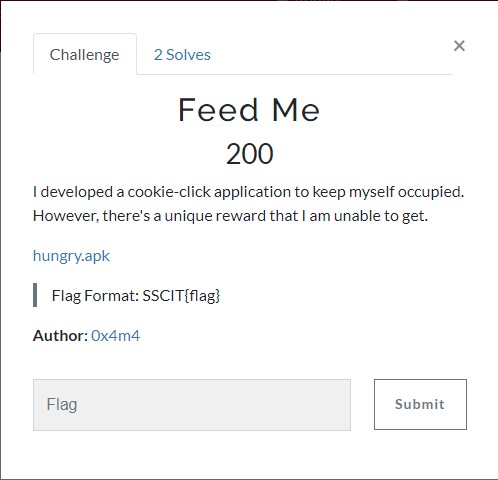 Challenge
2 Solves
×
Feed Me
200
I developed a cookie-click application to keep myself occupied.
However, there's a unique reward that I am unable to get.
hungry.apk
Flag Format: SSCIT{flag}
Author: 0x4m4
Flag
Submit